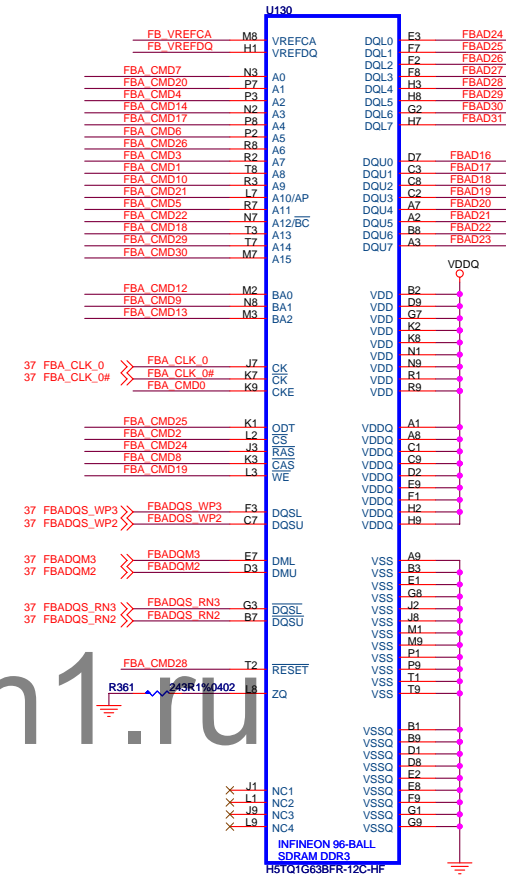 U130
FB_VREFCA M8 VREFCA DQL0 E3 FBAD24
FB_VREFDQ H1 VREFDQ DQL1 F7 FBAD25
DQL2 F2 FBAD26
FBA_CMD7 N3 A0 DQL3 F8 FBAD27
FBA_CMD20 P7 A1 DQL4 H3 FBAD28
FBA_CMD4 P3 A2 DQL5 H8 FBAD29
FBA_CMD14 N2 A3 DQL6 G2 FBAD30
FBA_CMD17 P8 A4 DQL7 H7 FBAD31
FBA_CMD6 P2 A5
FBA_CMD26 R8 A6
FBA_CMD3 R2 A7 DQU0 D7 FBAD16
FBA_CMD1 T8 A8 DQU1 C3 FBAD17
FBA_CMD10 R3 A9 DQU2 C8 FBAD18
FBA_CMD21 L7 A10/AP DQU3 C2 FBAD19
FBA_CMD5 R7 A11 DQU4 A7 FBAD20
FBA_CMD22 N7 A12/BC DQU5 A2 FBAD21
FBA_CMD18 T3 A13 DQU6 B8 FBAD22
FBA_CMD29 T7 A14 DQU7 A3 FBAD23
FBA_CMD30 M7 A15
VDDQ
FBA_CMD12 M2 BA0 VDD B2
FBA_CMD9 N8 BA1 VDD D9
FBA_CMD13 M3 BA2 VDD G7
VDD K2
VDD K8
VDD N1
37 FBA_CLK_0 FBA_CLK_0 J7 CK VDD N9
37 FBA_CLK_0# FBA_CLK_0# K7 CK VDD R1
FBA_CMD0 K9 CKE VDD R9
FBA_CMD25 K1 ODT VDDQ A1
FBA_CMD2 L2 CS VDDQ A8
FBA_CMD24 J3 RAS VDDQ C1
FBA_CMD8 K3 CAS VDDQ C9
FBA_CMD19 L3 WE VDDQ D2
VDDQ E9
VDDQ F1
37 FBADQS_WP3 FBADQS_WP3 F3 DQSL VDDQ H2
37 FBADQS_WP2 FBADQS_WP2 C7 DQSU VDDQ H9
37 FBADQM3 FBADQM3 E7 DML VSS A9
37 FBADQM2 FBADQM2 D3 DMU VSS B3
VSS E1
VSS G8
37 FBADQS_RN3 FBADQS_RN3 G3 DQSL VSS J2
37 FBADQS_RN2 FBADQS_RN2 B7 DQSU VSS J8
VSS M1
VSS M9
VSS P1
FBA_CMD28 T2 RESET VSS P9
VSS T1
R361 243R1%0402 L8 ZQ VSS T9
n1.ru
VSSQ B1
VSSQ B9
VSSQ D1
VSSQ D8
VSSQ E2
J1 NC1 VSSQ E8
L1 NC2 VSSQ F9
J9 NC3 VSSQ G1
L9 NC4 VSSQ G9
INFINEON 96-BALL
SDRAM DDR3
H5TQ1G63BFR-12C-HF